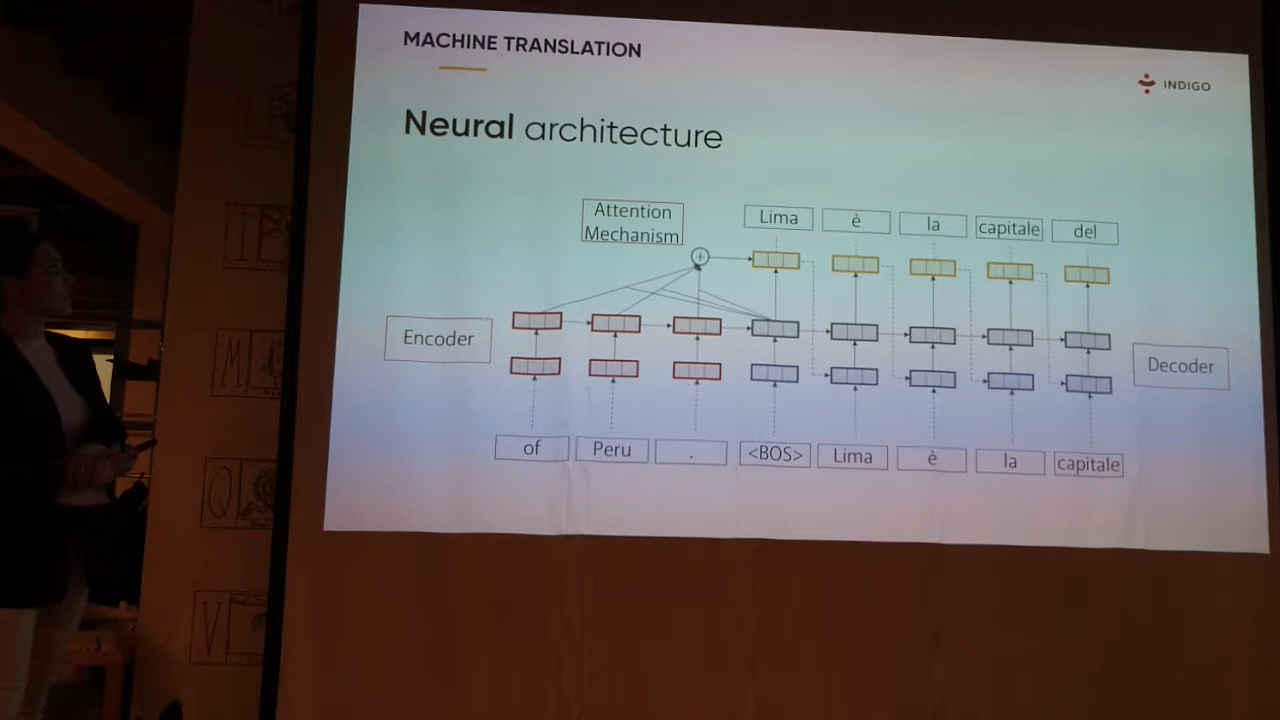 MACHINE TRANSLATION
INDIGO
Neural architecture
Attention
Mechanism
Lima è la capitale del
Encoder
Decoder
of Peru . <BOS> Lima è la capitale
M
Q
V